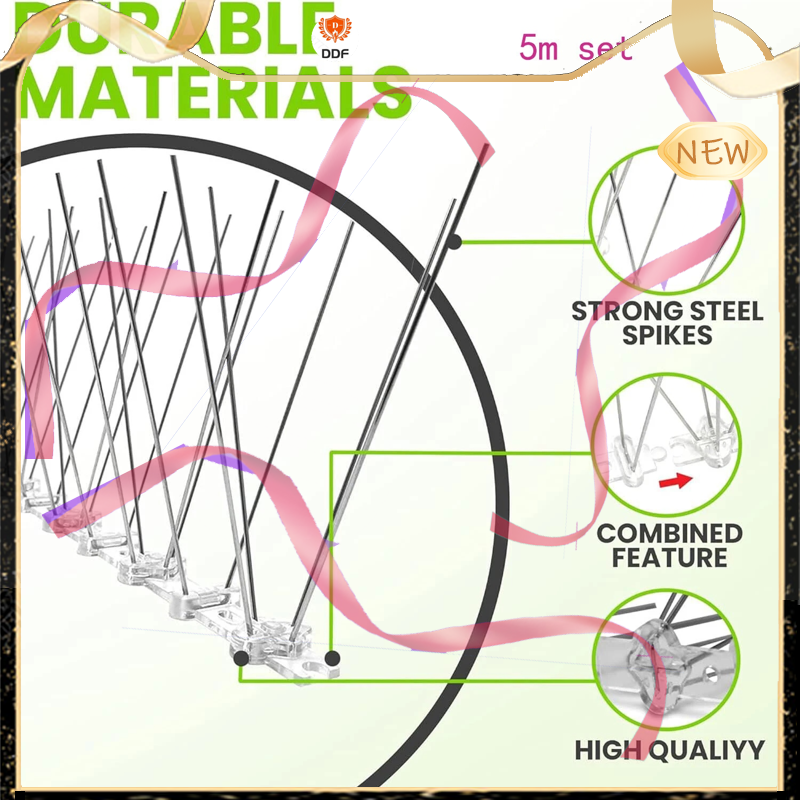 DURABLE
MATERIALS
DDF
5m set
NEW
STRONG STEEL
SPIKES
COMBINED
FEATURE
HIGH QUALIYY